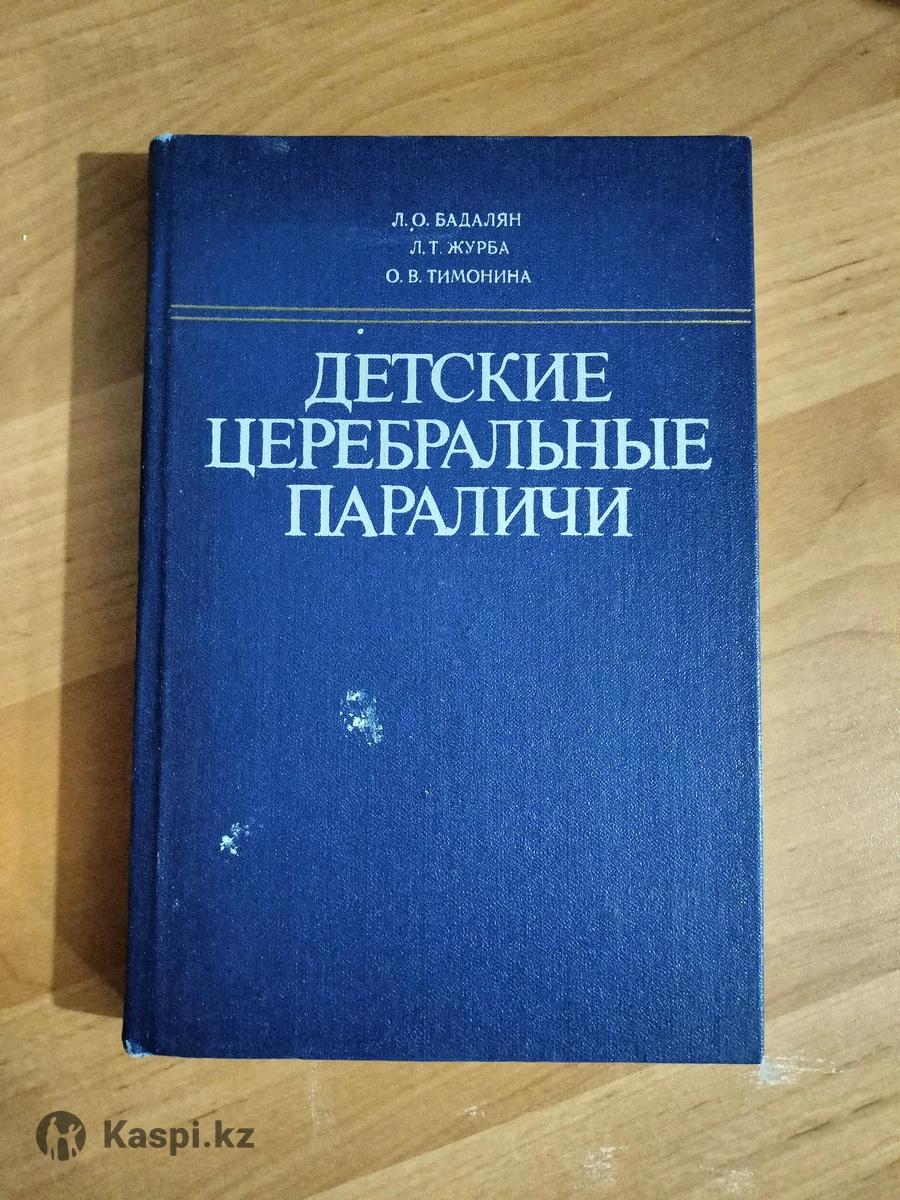 Л. О. БАДАЛЯН
Л. Т. ЖУРБА
О. В. ТИМОНИНА
ДЕТСКИЕ
ЦЕРЕБРАЛЬНЫЕ
ПАРАЛИЧИ
Kaspi.kz